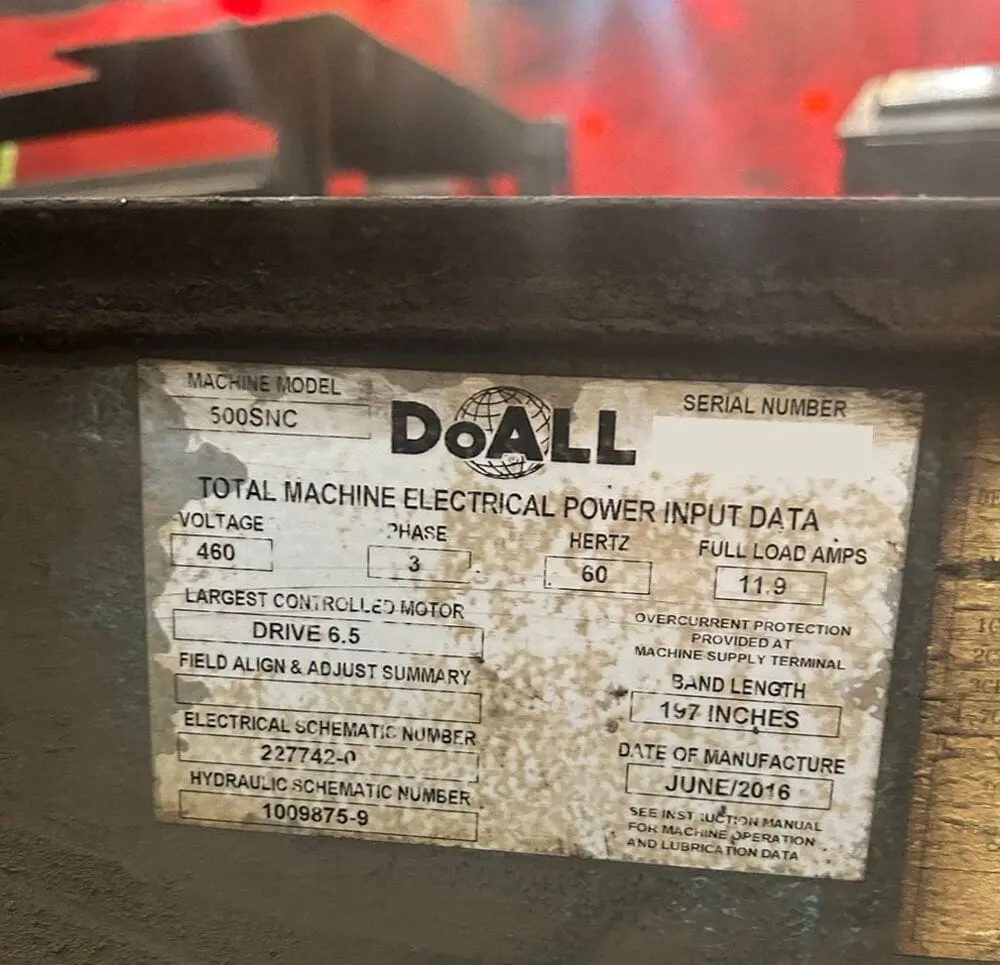 MACHINE MODEL
500SNC
DoALL
SERIAL NUMBER
TOTAL MACHINE ELECTRICAL POWER INPUT DATA
VOLTAGE
460
PHASE
3
HERTZ
60
FULL LOAD AMPS
11.9
LARGEST CONTROLLED MOTOR
DRIVE 6.5
OVERCURRENT PROTECTION
PROVIDED AT
MACHINE SUPPLY TERMINAL
FIELD ALIGN & ADJUST SUMMARY
BAND LENGTH
197 INCHES
ELECTRICAL SCHEMATIC NUMBER
227742-0
DATE OF MANUFACTURE
JUNE/2016
HYDRAULIC SCHEMATIC NUMBER
1009875-9
SEE INSTRUCTION MANUAL
FOR MACHINE OPERATION
AND LUBRICATION DATA